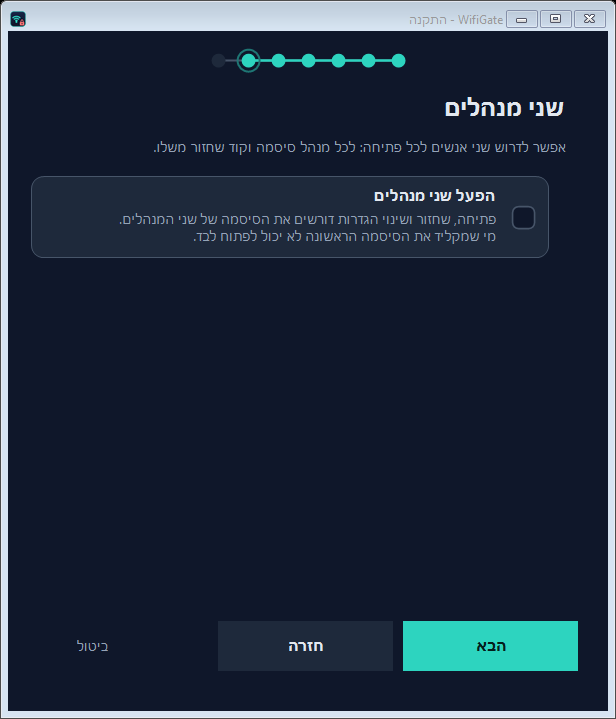 WifiGate - התקנה
שני מנהלים
אפשר לדרוש שני אנשים לכל פתיחה: לכל מנהל סיסמה וקוד שחזור משלו.
הפעל שני מנהלים
פתיחה, שחזור ושינוי הגדרות דורשים את הסיסמה של שני המנהלים.
מי שמקליד את הסיסמה הראשונה לא יכול לפתוח לבד.
הבא
חזרה
ביטול